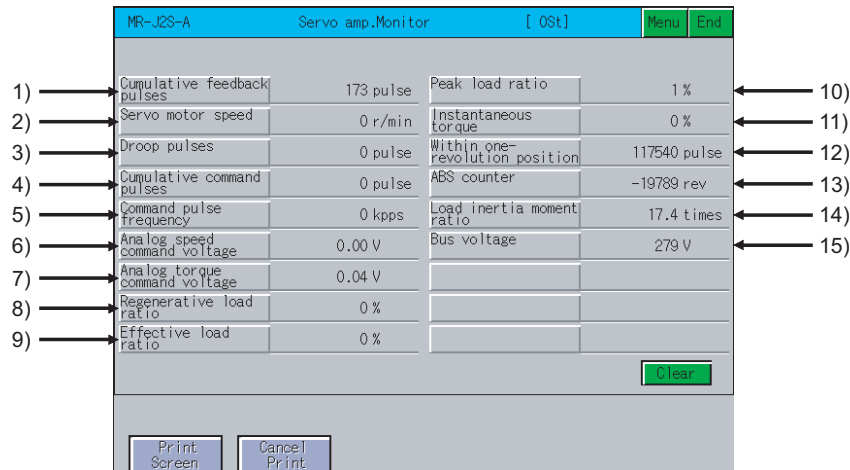 MR-J2S-A Servo amp.Monitor [ OSt] Menu End
1) Cumulative feedback pulses 173 pulse Peak load ratio 1 % 10)
2) Servo motor speed 0 r/min Instantaneous torque 0 % 11)
3) Droop pulses 0 pulse Within one-revolution position 117540 pulse 12)
4) Cumulative command pulses 0 pulse ABS counter -19789 rev 13)
5) Command pulse frequency 0 kpps Load inertia moment ratio 17.4 times 14)
6) Analog speed command voltage 0.00 V Bus voltage 279 V 15)
7) Analog torque command voltage 0.04 V
8) Regenerative load ratio 0 %
9) Effective load ratio 0 %
Clear
Print Screen Cancel Print